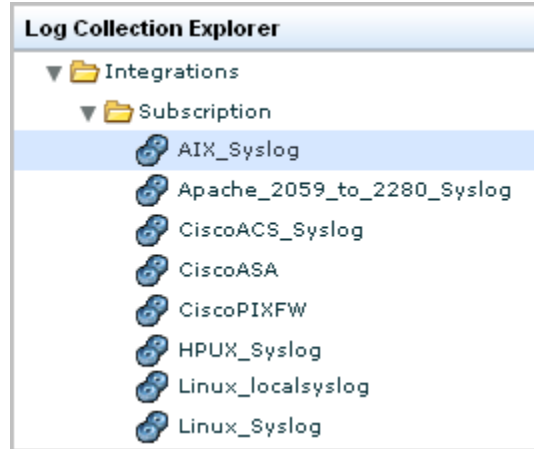 Log Collection Explorer
Integrations
Subscription
AIX_Syslog
Apache_2059_to_2280_Syslog
CiscoACS_Syslog
CiscoASA
CiscoPIXFW
HPUX_Syslog
Linux_localsyslog
Linux_Syslog